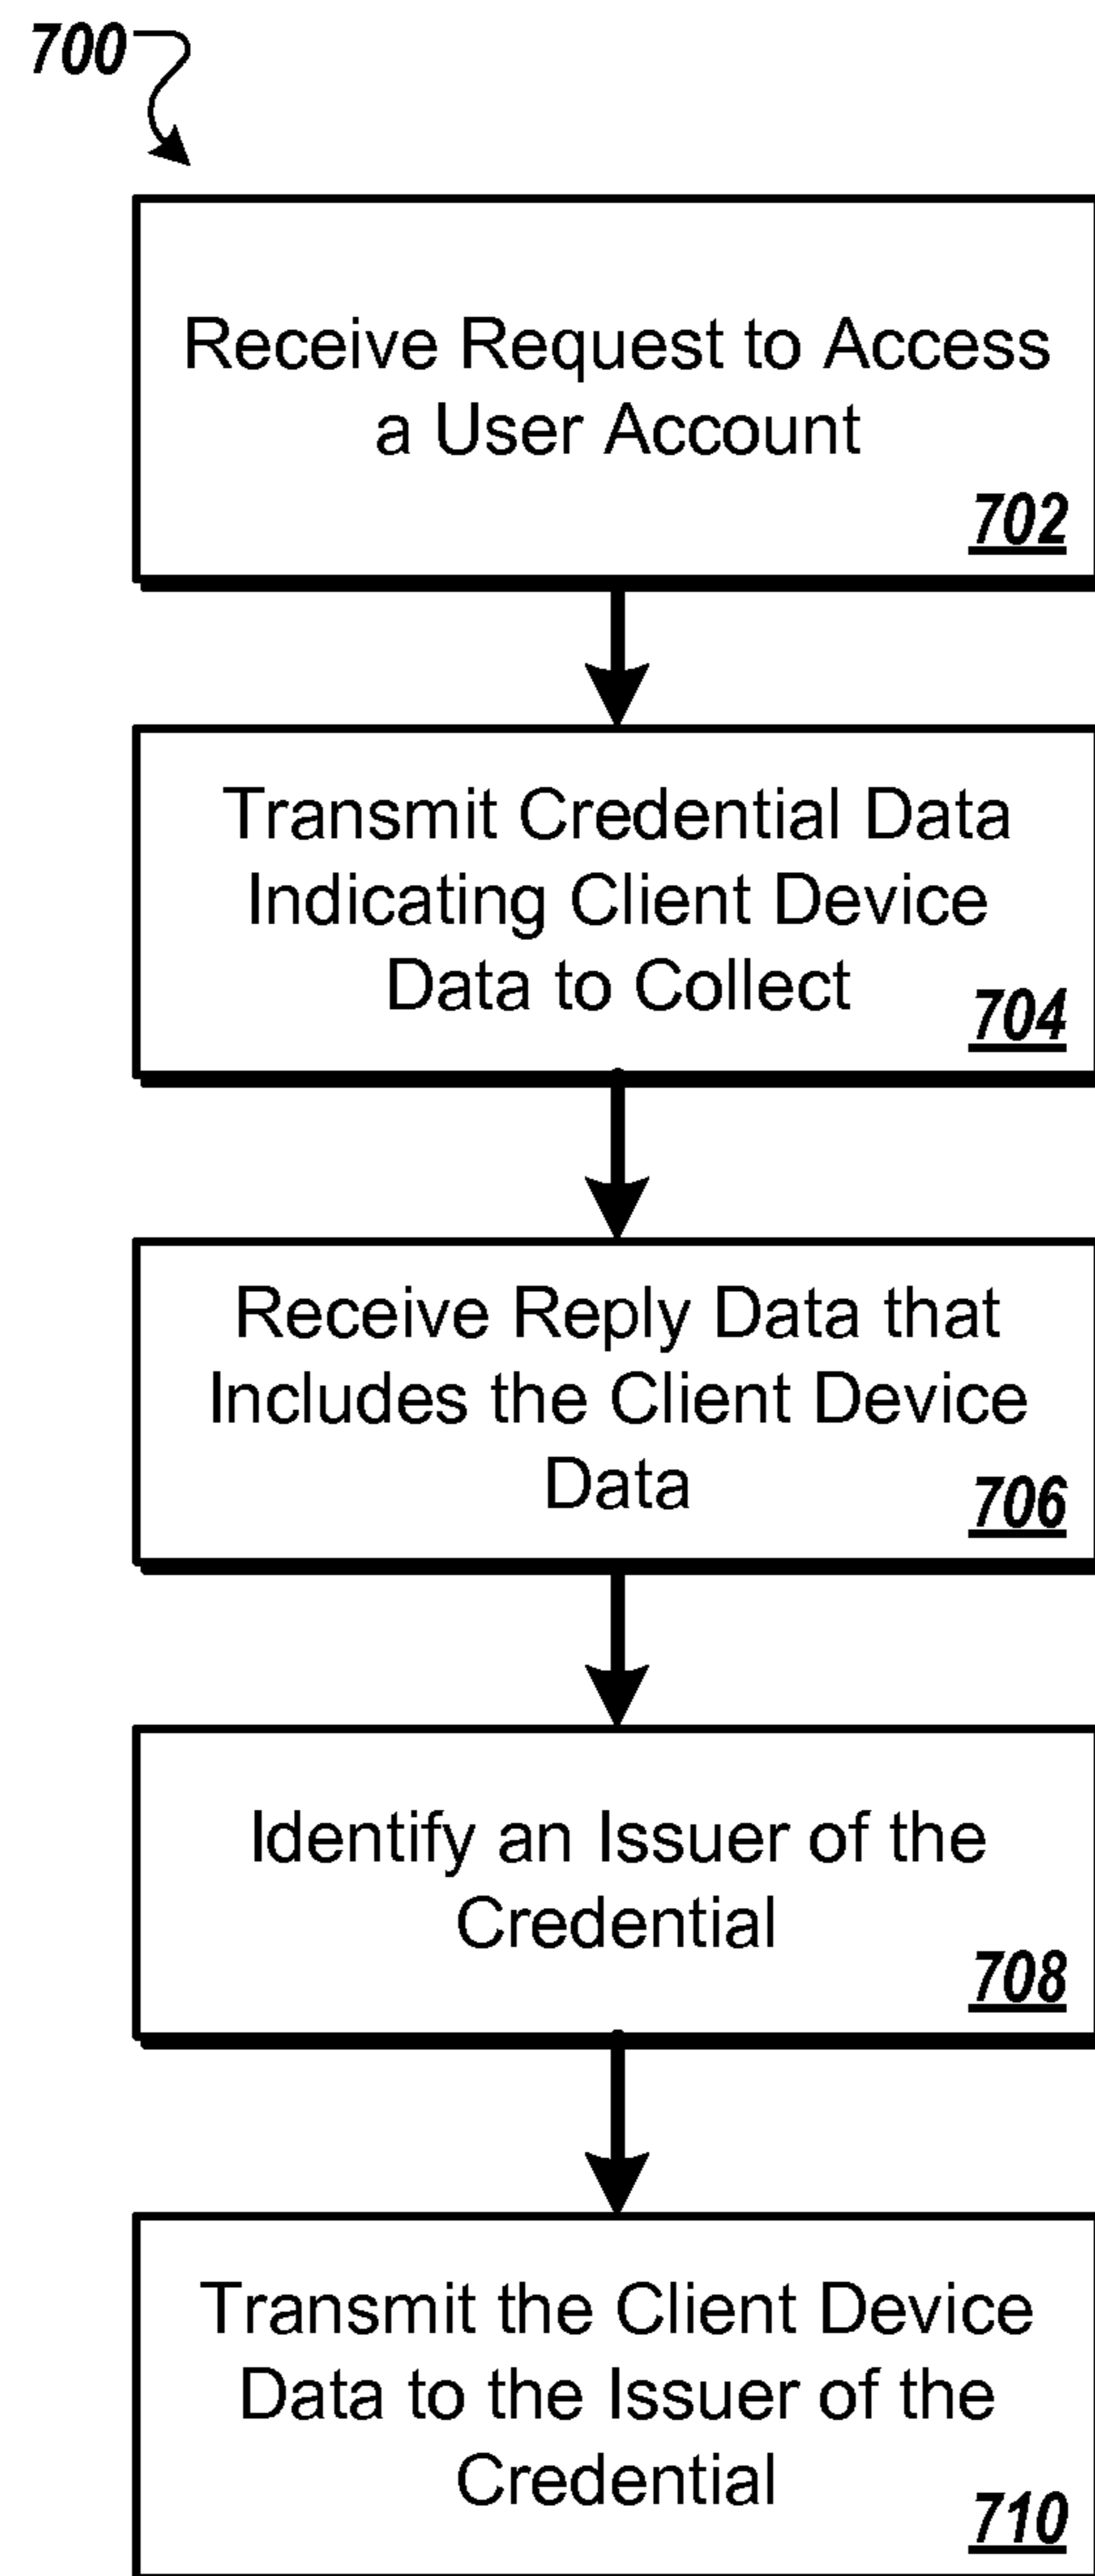 700
Receive Request to Access
a User Account
702
Transmit Credential Data
Indicating Client Device
Data to Collect
704
Receive Reply Data that
Includes the Client Device
Data
706
Identify an Issuer of the
Credential
708
Transmit the Client Device
Data to the Issuer of the
Credential
710